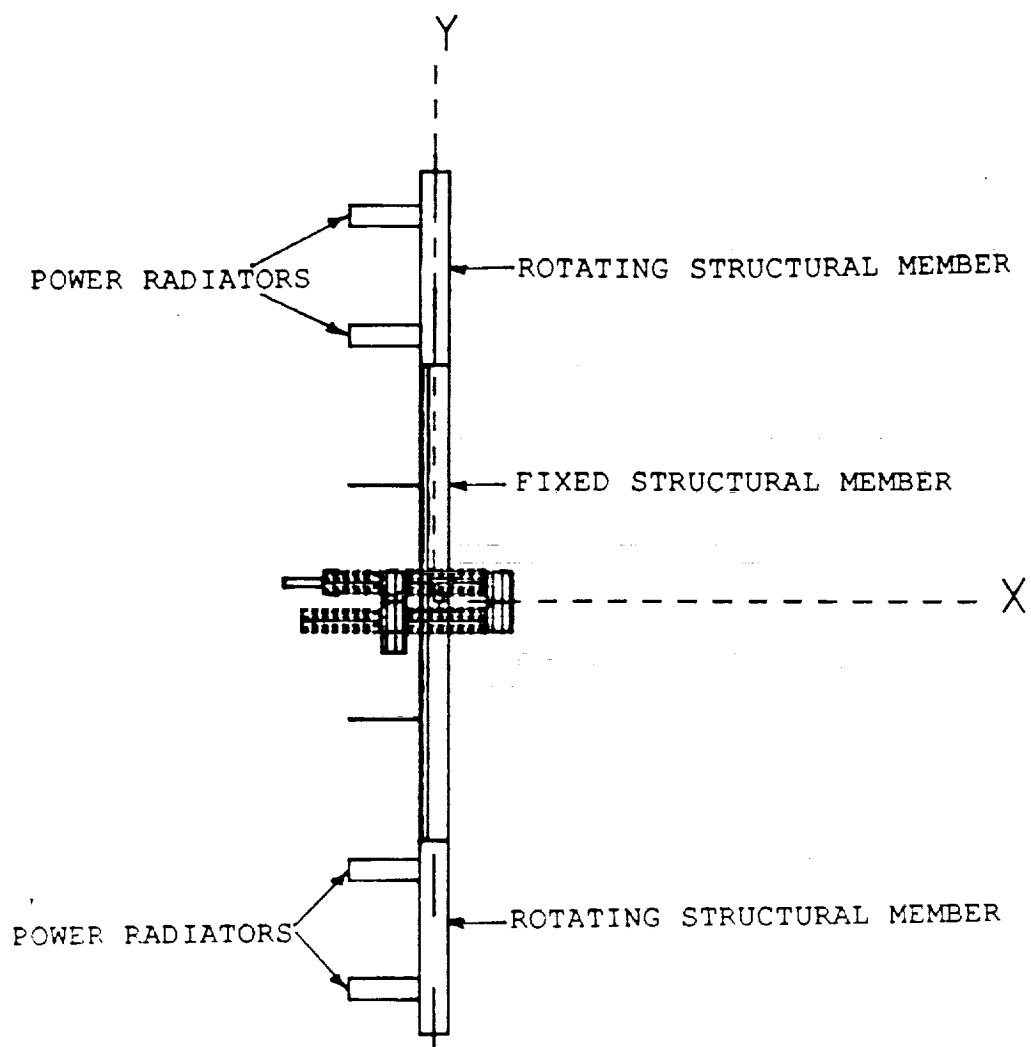 Y
POWER RADIATORS
ROTATING STRUCTURAL MEMBER
FIXED STRUCTURAL MEMBER
X
POWER RADIATORS
ROTATING STRUCTURAL MEMBER